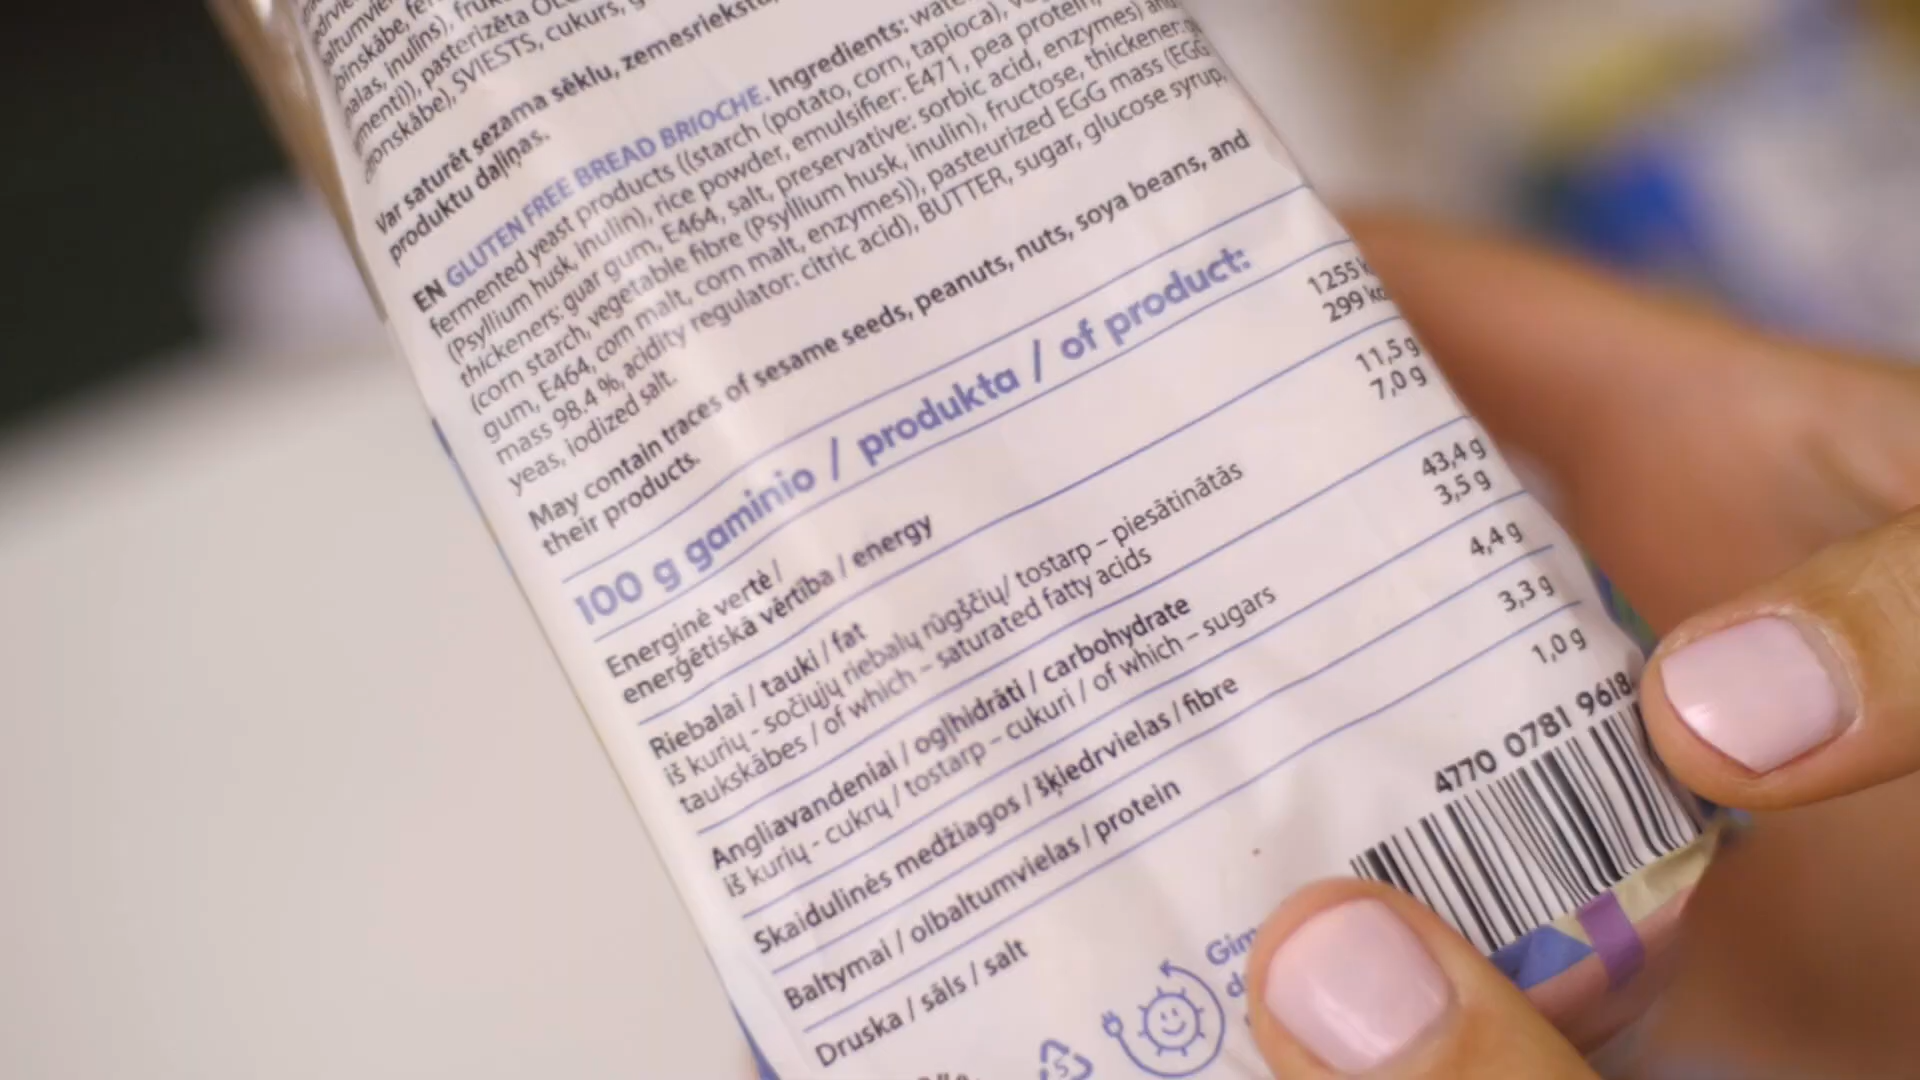 pasterizēta
SVIESTS, cukurs,
Var saturēt sezama sēklu, zemesriekstu,
produktu daļiņas.
EN GLUTEN FREE BREAD BRIOCHE. Ingredients: water,
fermented yeast products ((starch (potato, corn, tapioca),
(Psyllium husk, inulin), rice powder, emulsifier: E471, pea protein,
thickeners: guar gum, E464, salt, preservative: sorbic acid, enzymes) and
(corn starch, vegetable fibre (Psyllium husk, inulin), fructose, thickener:
gum, E464, corn malt, corn malt, enzymes)), pasteurized EGG mass (EGG
mass 98.4 %, acidity regulator: citric acid), BUTTER, sugar, glucose syrup,
yeas, iodized salt.
May contain traces of sesame seeds, peanuts, nuts, soya beans, and
their products.
100 g gaminio / produkta / of product:
Energinė vertė / 1255
enerģētiskā vērtība / energy 299
Riebalai / tauki / fat 11,5 g
iš kurių - sočiųjų riebalų rūgščių/ tostarp – piesātinātās 7,0 g
taukskābes / of which – saturated fatty acids
Angliavandeniai / ogļhidrāti / carbohydrate 43,4 g
iš kurių - cukrų / tostarp – cukuri / of which – sugars 3,5 g
Skaidulinės medžiagos / šķiedrvielas / fibre 4,4 g
Baltymai / olbaltumvielas / protein 3,3 g
Druska / sāls / salt 1,0 g
4770 0781 9618
5